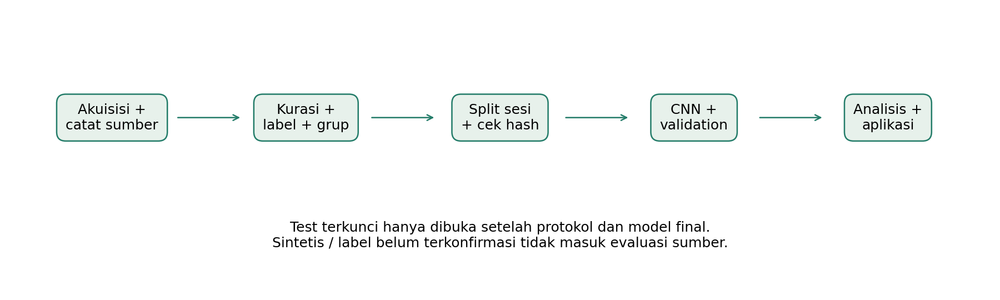 Akuisisi +
catat sumber
Kurasi +
label + grup
Split sesi
+ cek hash
CNN +
validation
Analisis +
aplikasi
Test terkunci hanya dibuka setelah protokol dan model final.
Sintetis / label belum terkonfirmasi tidak masuk evaluasi sumber.